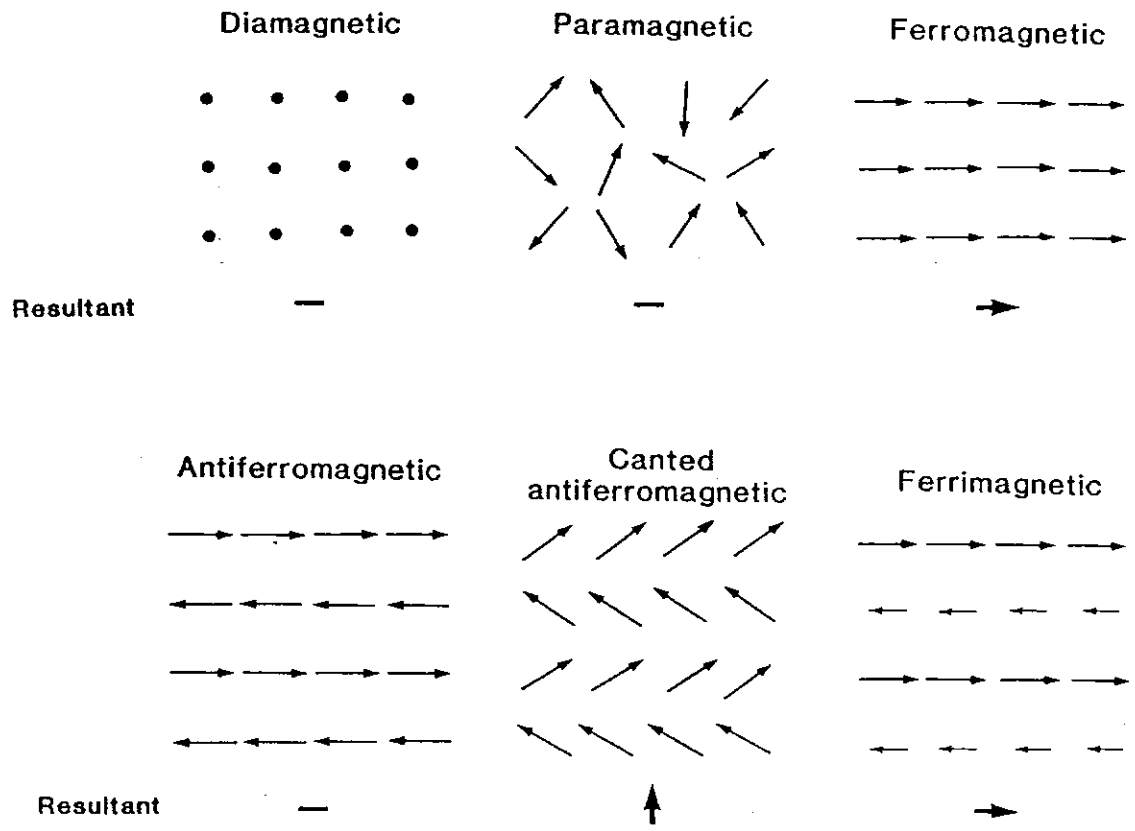 Diamagnetic
Paramagnetic
Ferromagnetic
Resultant
Antiferromagnetic
Canted
antiferromagnetic
Ferrimagnetic
Resultant